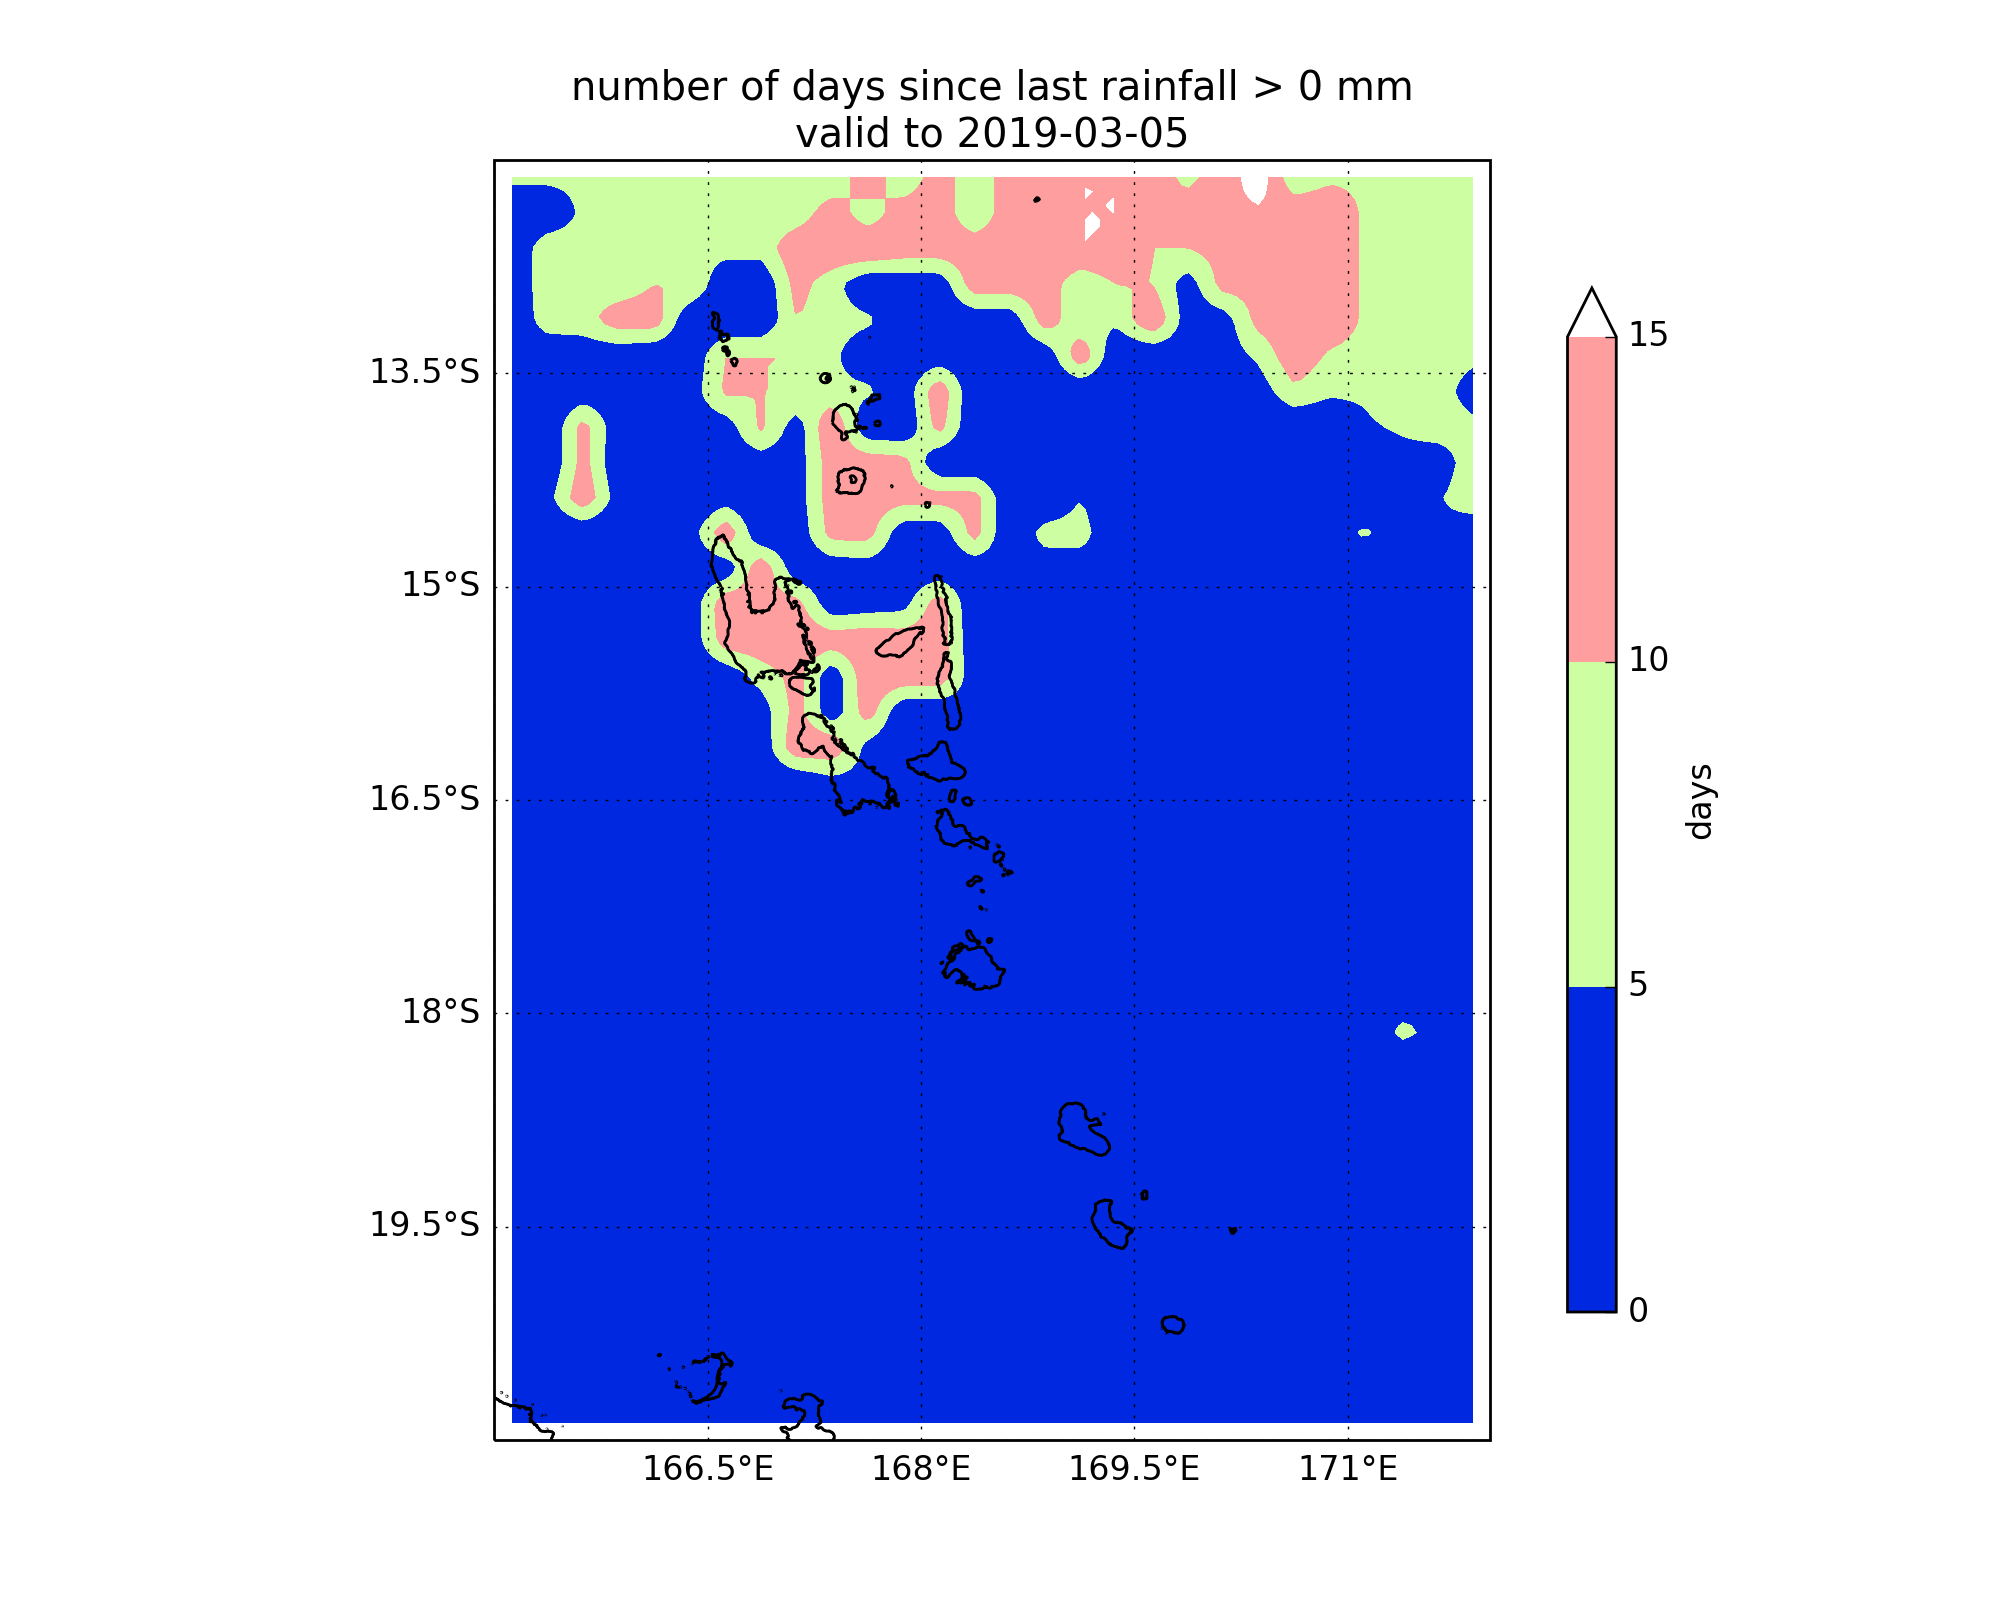 number of days since last rainfall > 0 mm
valid to 2019-03-05
13.5°S
15°S
16.5°S
18°S
19.5°S
166.5°E
168°E
169.5°E
171°E
15
10
5
0
days